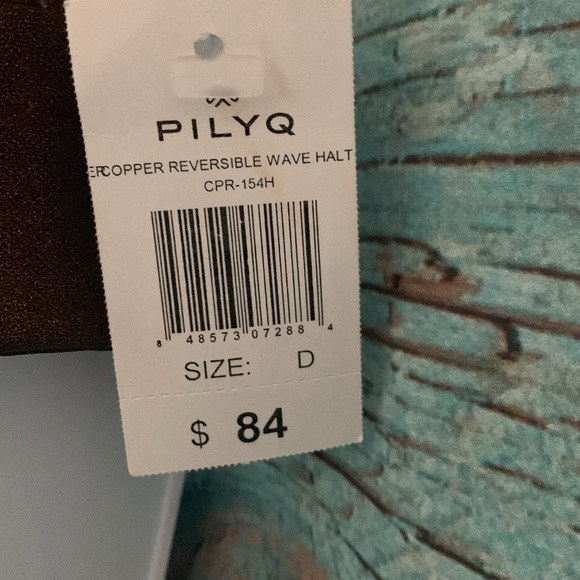 PILYQ
COPPER REVERSIBLE WAVE HALT
CPR-154H
8 48573 07288 4
SIZE: D
$ 84